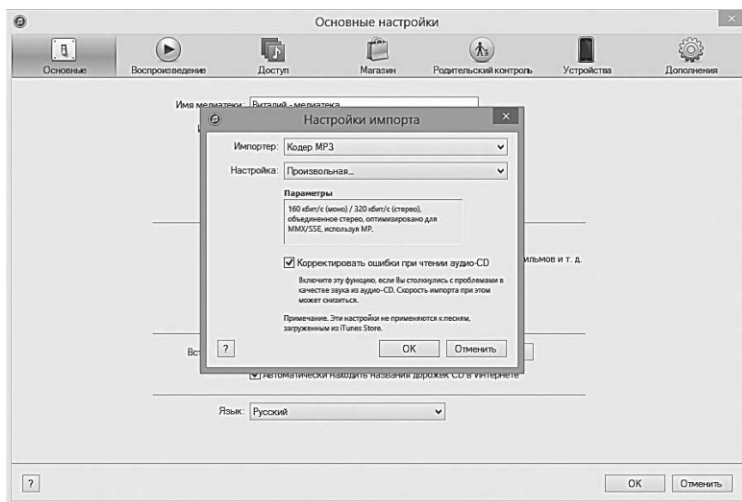 Основные настройки
Основные Воспроизведение Доступ Магазин Родительский контроль Устройства Дополнения
Имя медиатеки: Виталий - медиатека
Настройки импорта
Импортер: Кодер MP3
Настройка: Произвольная...
Параметры
160 кбит/с (моно) / 320 кбит/с (стерео),
объединенное стерео, оптимизировано для
MMX/SSE, используя MP.
Корректировать ошибки при чтении аудио-CD
ильмов и т. д.
Включите эту функцию, если Вы столкнулись с проблемами в
качестве звука из аудио-CD. Скорость импорта при этом
может снизиться.
Примечание. Эти настройки не применяются к песням,
загруженным из iTunes Store.
Вст
? OK Отменить
Автоматически находить названия дорожек CD в Интернете
Язык: Русский
? OK Отменить